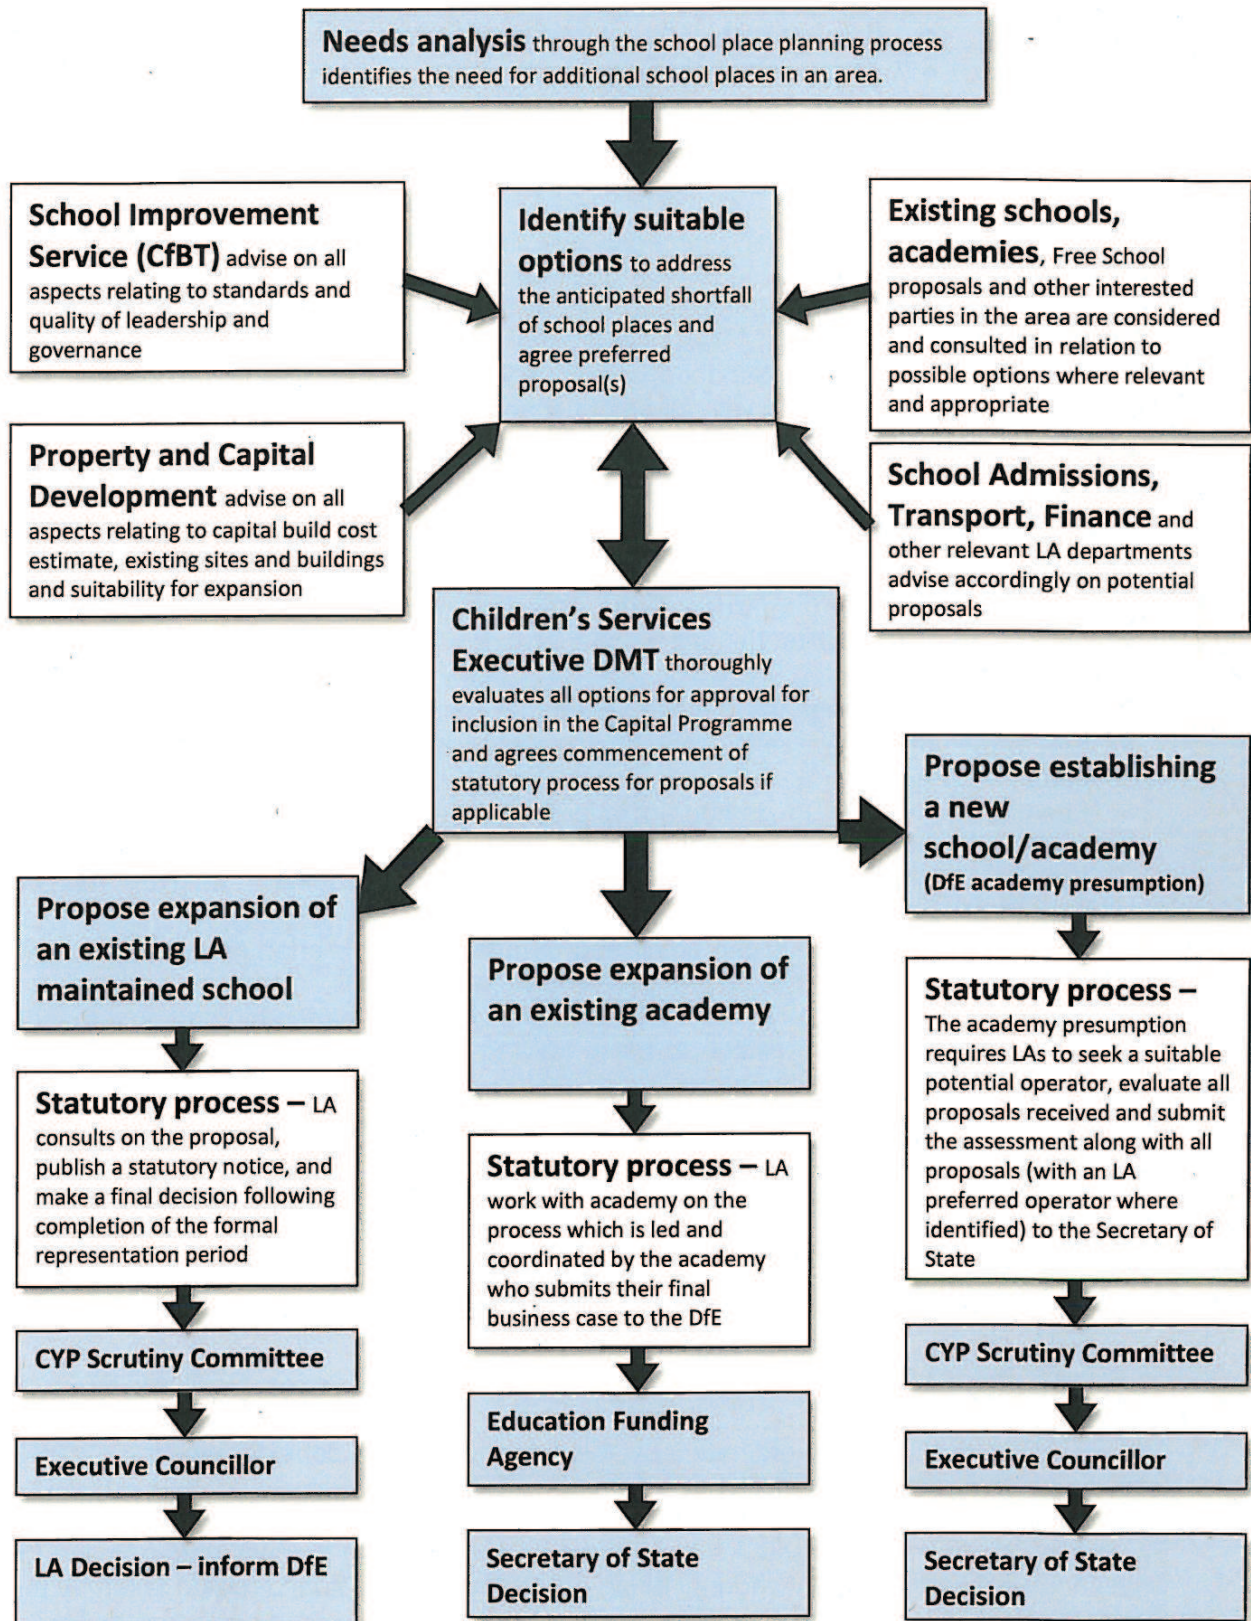 Needs analysis through the school place planning process
identifies the need for additional school places in an area.
School Improvement
Service (CfBT) advise on all
aspects relating to standards and
quality of leadership and
governance
Identify suitable
options to address
the anticipated shortfall
of school places and
agree preferred
proposal(s)
Existing schools,
academies, Free School
proposals and other interested
parties in the area are considered
and consulted in relation to
possible options where relevant
and appropriate
Property and Capital
Development advise on all
aspects relating to capital build cost
estimate, existing sites and buildings
and suitability for expansion
School Admissions,
Transport, Finance and
other relevant LA departments
advise accordingly on potential
proposals
Children's Services
Executive DMT thoroughly
evaluates all options for approval for
inclusion in the Capital Programme
and agrees commencement of
statutory process for proposals if
applicable
Propose expansion of
an existing LA
maintained school
Statutory process – LA
consults on the proposal,
publish a statutory notice, and
make a final decision following
completion of the formal
representation period
CYP Scrutiny Committee
Executive Councillor
LA Decision – inform DfE
Propose expansion of
an existing academy
Statutory process – LA
work with academy on the
process which is led and
coordinated by the academy
who submits their final
business case to the DfE
Education Funding
Agency
Secretary of State
Decision
Propose establishing
a new
school/academy
(DfE academy presumption)
Statutory process –
The academy presumption
requires LAs to seek a suitable
potential operator, evaluate all
proposals received and submit
the assessment along with all
proposals (with an LA
preferred operator where
identified) to the Secretary of
State
CYP Scrutiny Committee
Executive Councillor
Secretary of State
Decision